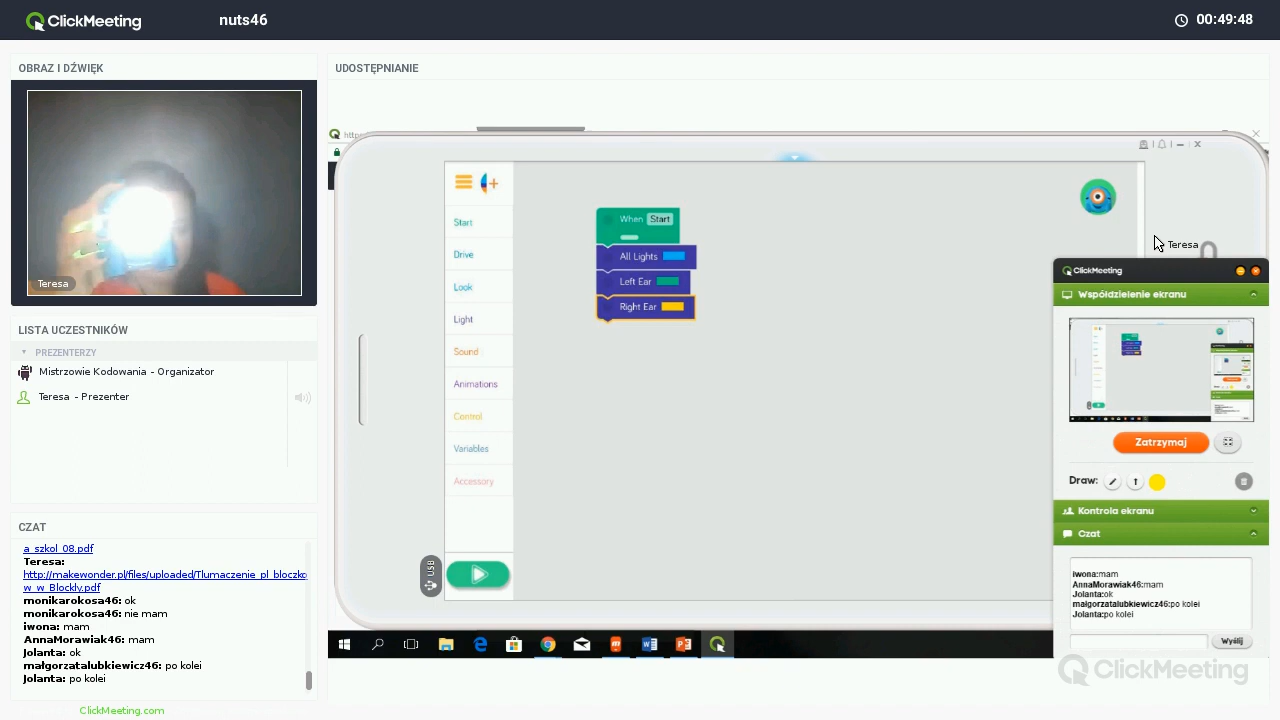 ClickMeeting
nuts46
00:49:48
OBRAZ I DŹWIĘK
Teresa
LISTA UCZESTNIKÓW
PREZENTERZY
Mistrzowie Kodowania - Organizator
Teresa - Prezenter
CZAT
a_szkol_08.pdf
Teresa:
http://makewonder.pl/files/uploaded/Tlumaczenie_pl_bloczko
w_w_Blockly.pdf
monikarokosa46: ok
monikarokosa46: nie mam
iwona: mam
AnnaMorawiak46: mam
Jolanta: ok
małgorzatalubkiewicz46: po kolei
Jolanta: po kolei
ClickMeeting.com
UDOSTĘPNIANIE
Start
Drive
Look
Light
Sound
Animations
Control
Variables
Accessory
USB
When Start
All Lights
Left Ear
Right Ear
Teresa
ClickMeeting
Współdzielenie ekranu
Zatrzymaj
Draw:
Kontrola ekranu
Czat
iwona:mam
AnnaMorawiak46:mam
Jolanta:ok
małgorzatalubkiewicz46:po kolei
Jolanta:po kolei
Wyślij
ClickMeeting